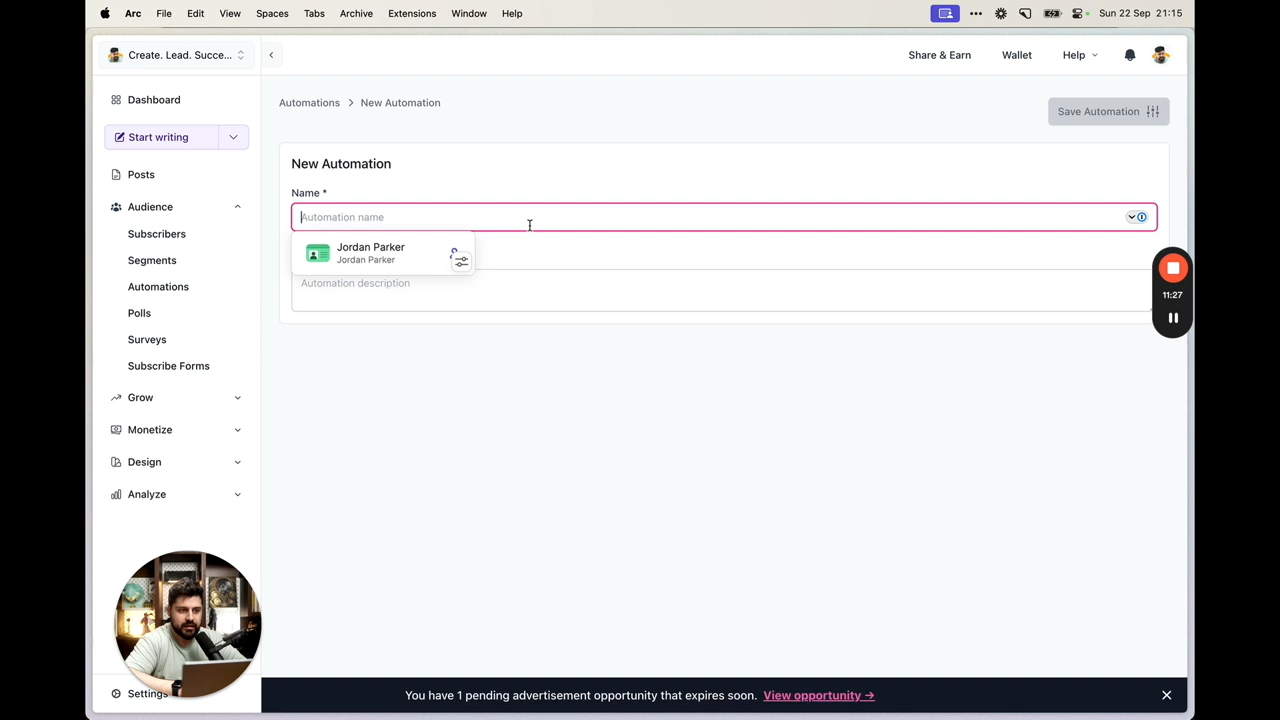 Arc File Edit View Spaces Tabs Archive Extensions Window Help Sun 22 Sep 21:15
Create. Lead. Succe... Share & Earn Wallet Help
Dashboard
Automations > New Automation
Save Automation
Start writing
New Automation
Posts
Name *
Audience
Automation name
Subscribers
Jordan Parker
Jordan Parker
Segments
Automations
Automation description
11:27
Polls
Surveys
Subscribe Forms
Grow
Monetize
Design
Analyze
Settings
You have 1 pending advertisement opportunity that expires soon. View opportunity →